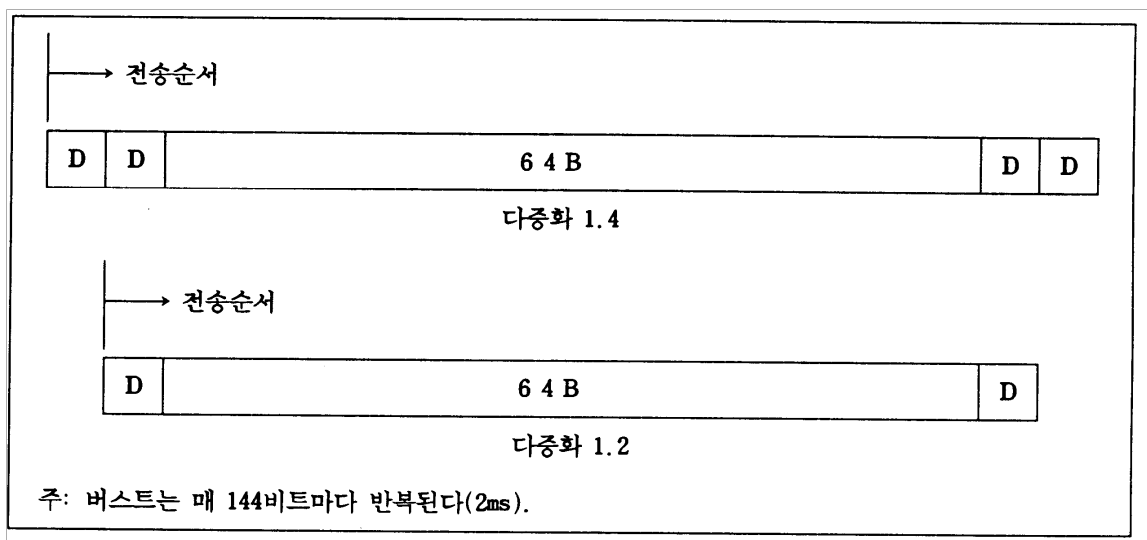 전송순서
D D 6 4 B D D
다중화 1.4
전송순서
D 6 4 B D
다중화 1.2
주: 버스트는 매 144비트마다 반복된다(2ms).